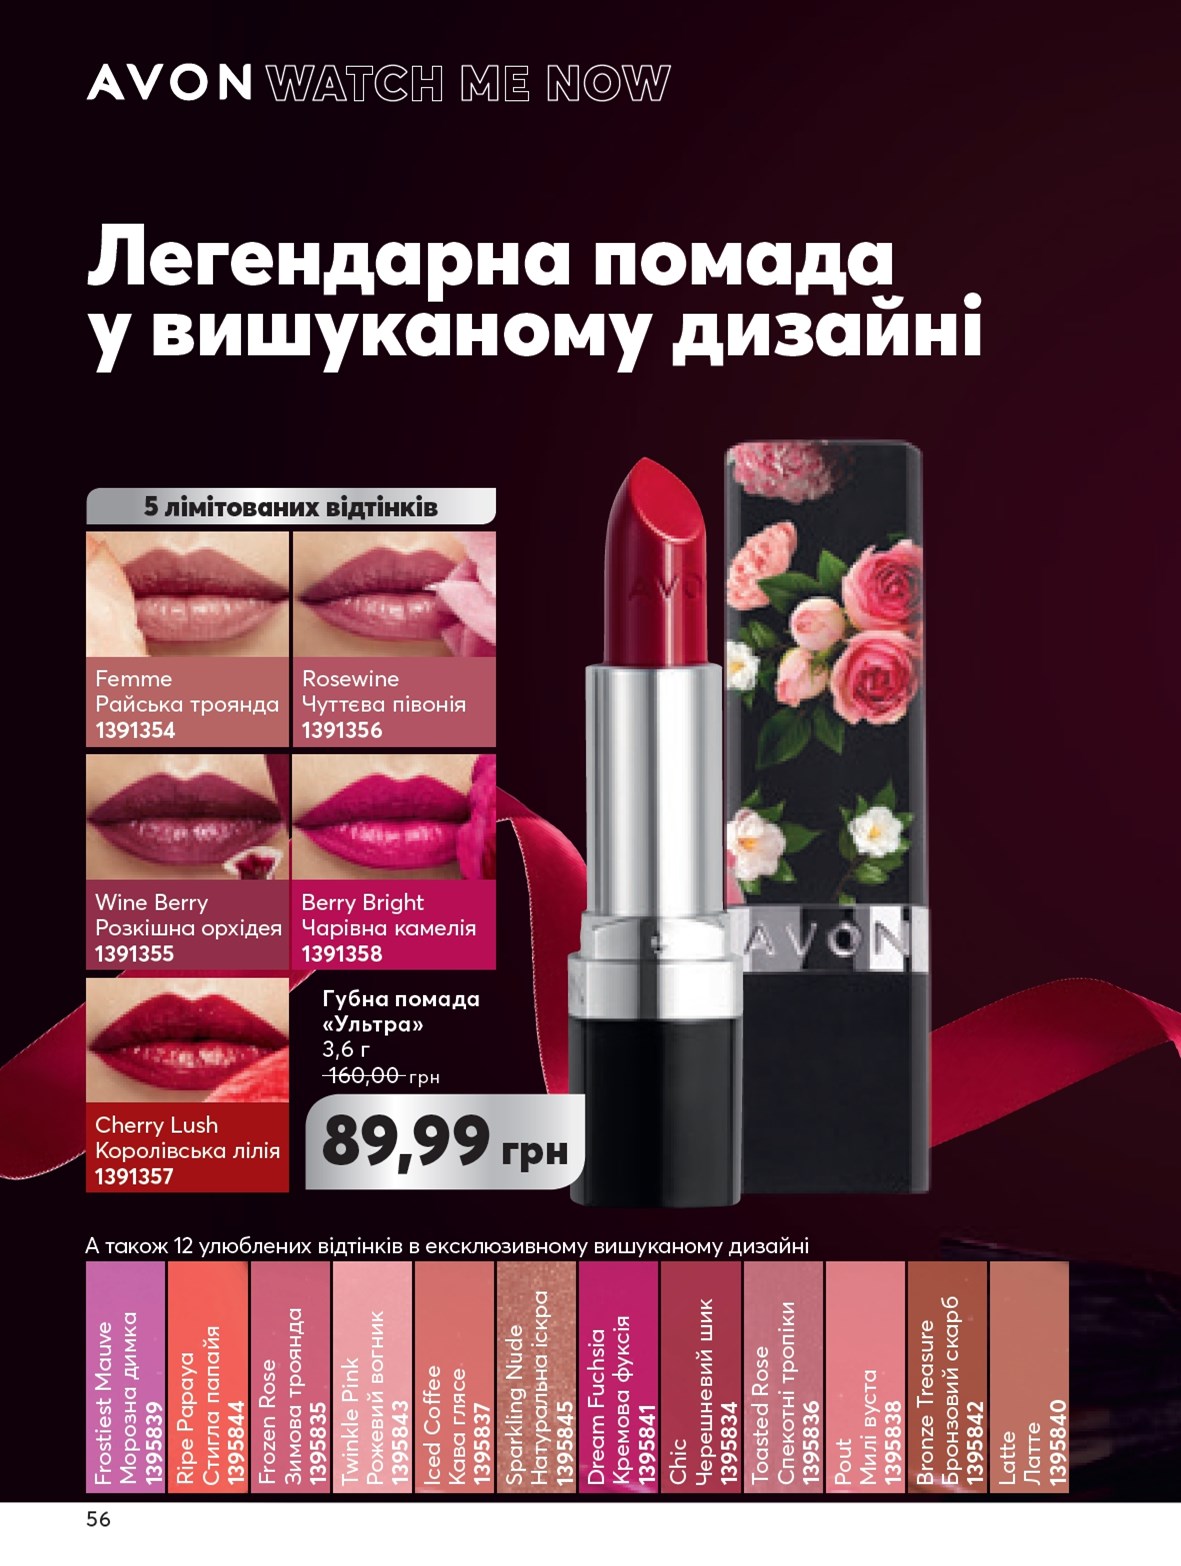 AVON WATCH ME NOW
Легендарна помада
у вишуканому дизайні
5 лімітованих відтінків
Femme
Райська троянда
1391354
Rosewine
Чуттєва півонія
1391356
Wine Berry
Розкішна орхідея
1391355
Berry Bright
Чарівна камелія
1391358
Cherry Lush
Королівська лілія
1391357
Губна помада
«Ультра»
3,6 г
160,00 грн
89,99 грн
AVO
AVON
А також 12 улюблених відтінків в ексклюзивному вишуканому дизайні
Frostiest Mauve
Морозна димка
1395839
Ripe Papaya
Стигла папайя
1395844
Frozen Rose
Зимова троянда
1395835
Twinkle Pink
Рожевий вогник
1395843
Iced Coffee
Кава глясе
1395837
Sparkling Nude
Натуральна іскра
1395845
Dream Fuchsia
Кремова фуксія
1395841
Chic
Черешневий шик
1395834
Toasted Rose
Спекотні тропіки
1395836
Pout
Милі вуста
1395838
Bronze Treasure
Бронзовий скарб
1395842
Latte
Латте
1395840
56